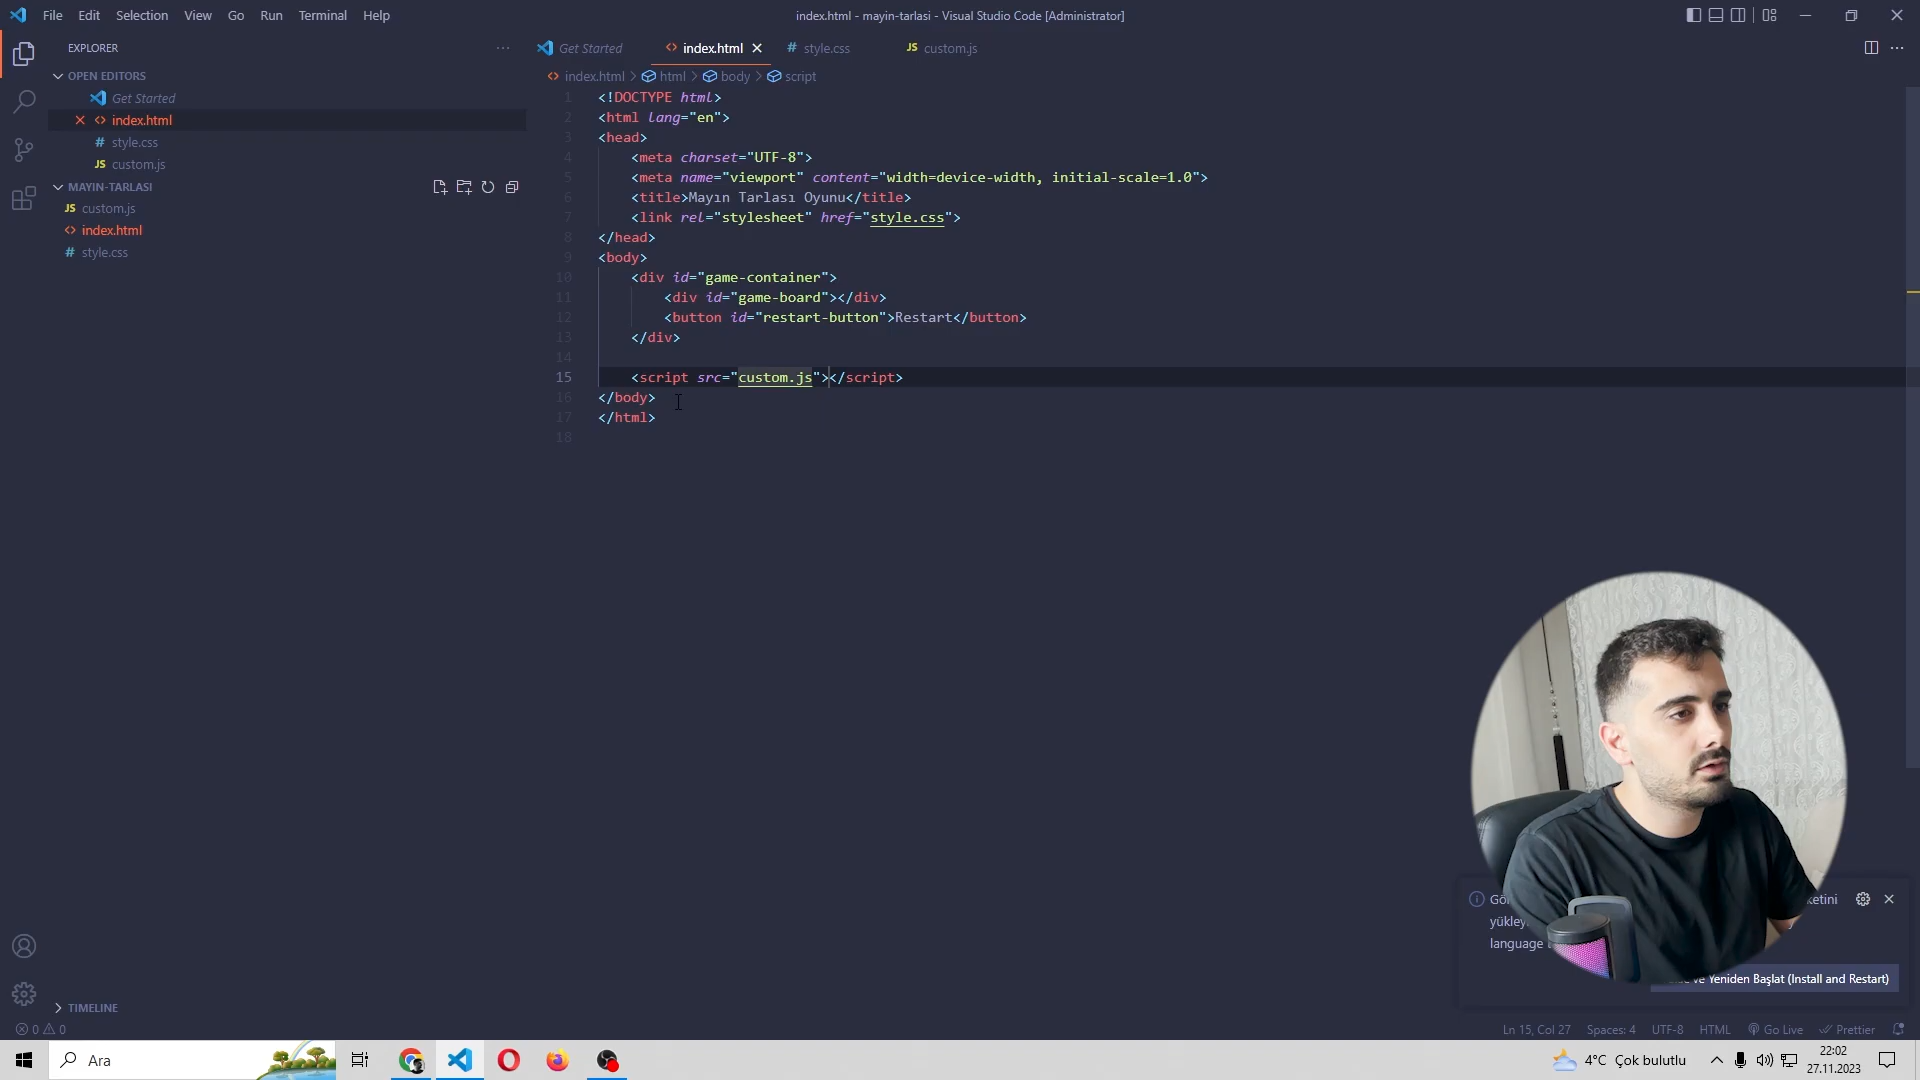 File Edit Selection View Go Run Terminal Help
index.html - mayin-tarlasi - Visual Studio Code [Administrator]
EXPLORER
OPEN EDITORS
Get Started
index.html
style.css
custom.js
MAYIN-TARLASI
custom.js
index.html
style.css
TIMELINE
Get Started index.html style.css custom.js
index.html > html > body > script
1 <!DOCTYPE html>
2 <html lang="en">
3 <head>
4 <meta charset="UTF-8">
5 <meta name="viewport" content="width=device-width, initial-scale=1.0">
6 <title>Mayın Tarlası Oyunu</title>
7 <link rel="stylesheet" href="style.css">
8 </head>
9 <body>
10 <div id="game-container">
11 <div id="game-board"></div>
12 <button id="restart-button">Restart</button>
13 </div>
14
15 <script src="custom.js"></script>
16 </body>
17 </html>
18
language
ve Yeniden Başlat (Install and Restart)
0 0
Ln 15, Col 27 Spaces: 4 UTF-8 HTML Go Live Prettier
Ara
4°C Çok bulutlu
22:02
27.11.2023